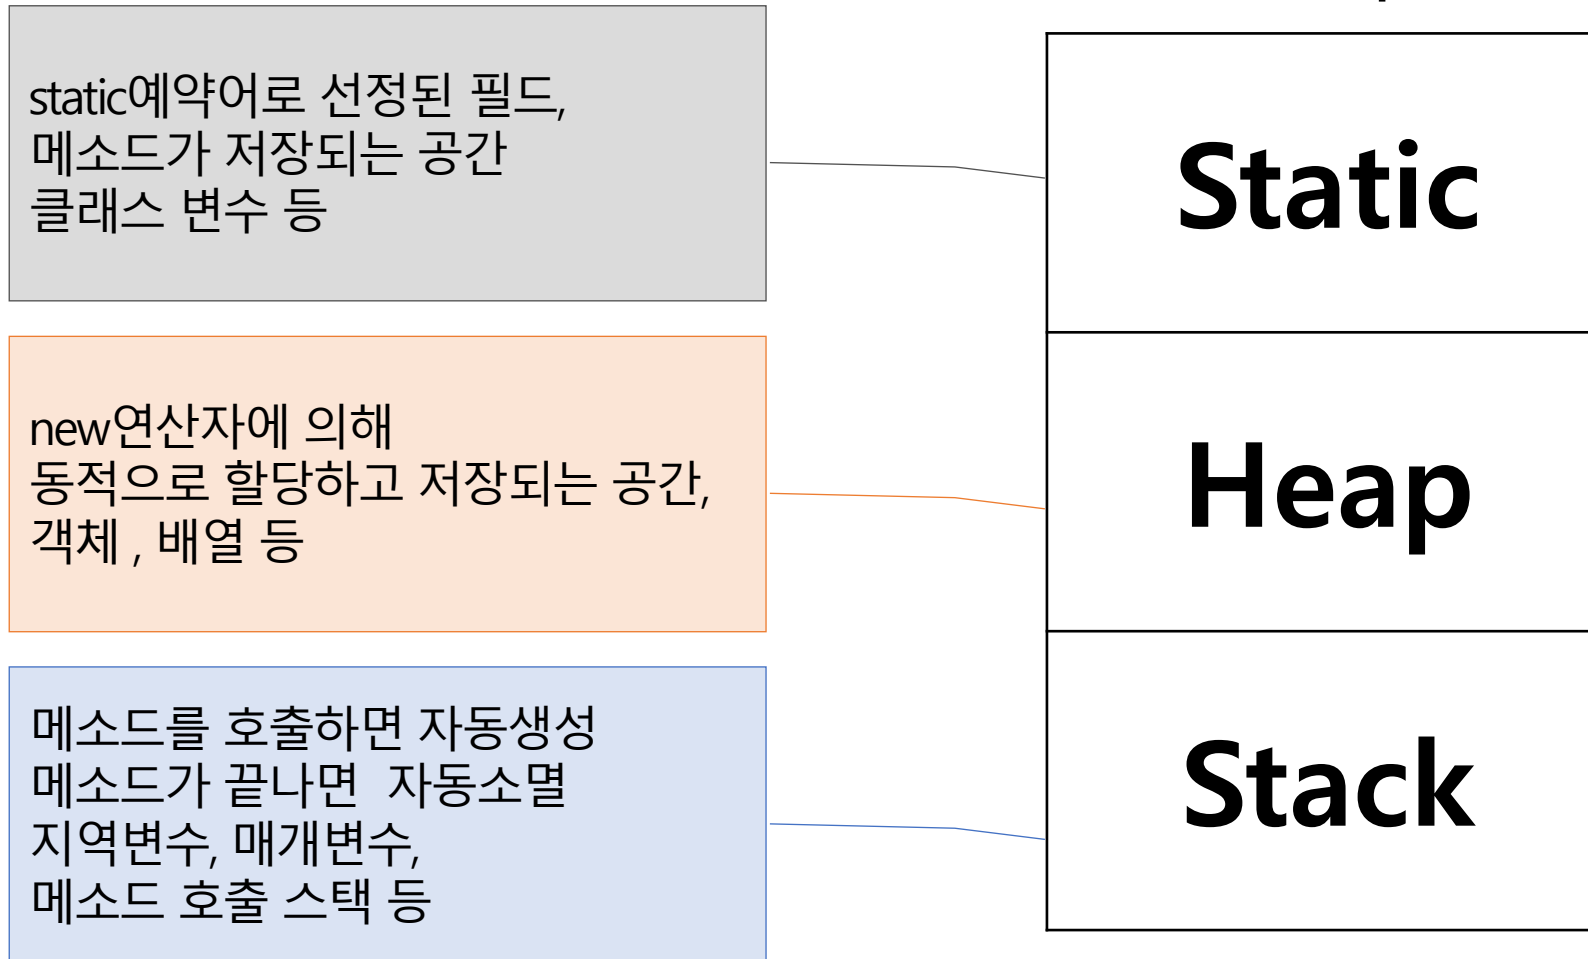 static예약어로 선정된 필드,
메소드가 저장되는 공간
클래스 변수 등
Static
new연산자에 의해
동적으로 할당하고 저장되는 공간,
객체 , 배열 등
Heap
메소드를 호출하면 자동생성
메소드가 끝나면 자동소멸
지역변수, 매개변수,
메소드 호출 스택 등
Stack